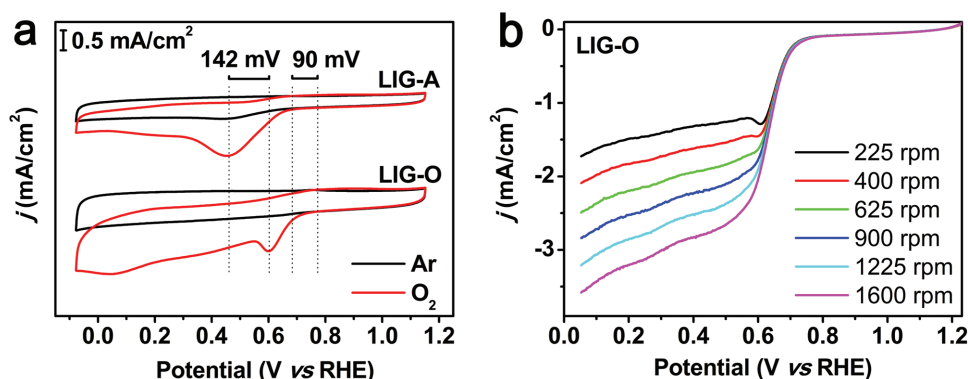 a
0.5 mA/cm²
142 mV
90 mV
LIG-A
LIG-O
Ar
O₂
j (mA/cm²)
0.0 0.2 0.4 0.6 0.8 1.0 1.2
Potential (V vs RHE)
b
LIG-O
0
-1
-2
-3
j (mA/cm²)
225 rpm
400 rpm
625 rpm
900 rpm
1225 rpm
1600 rpm
0.0 0.2 0.4 0.6 0.8 1.0 1.2
Potential (V vs RHE)